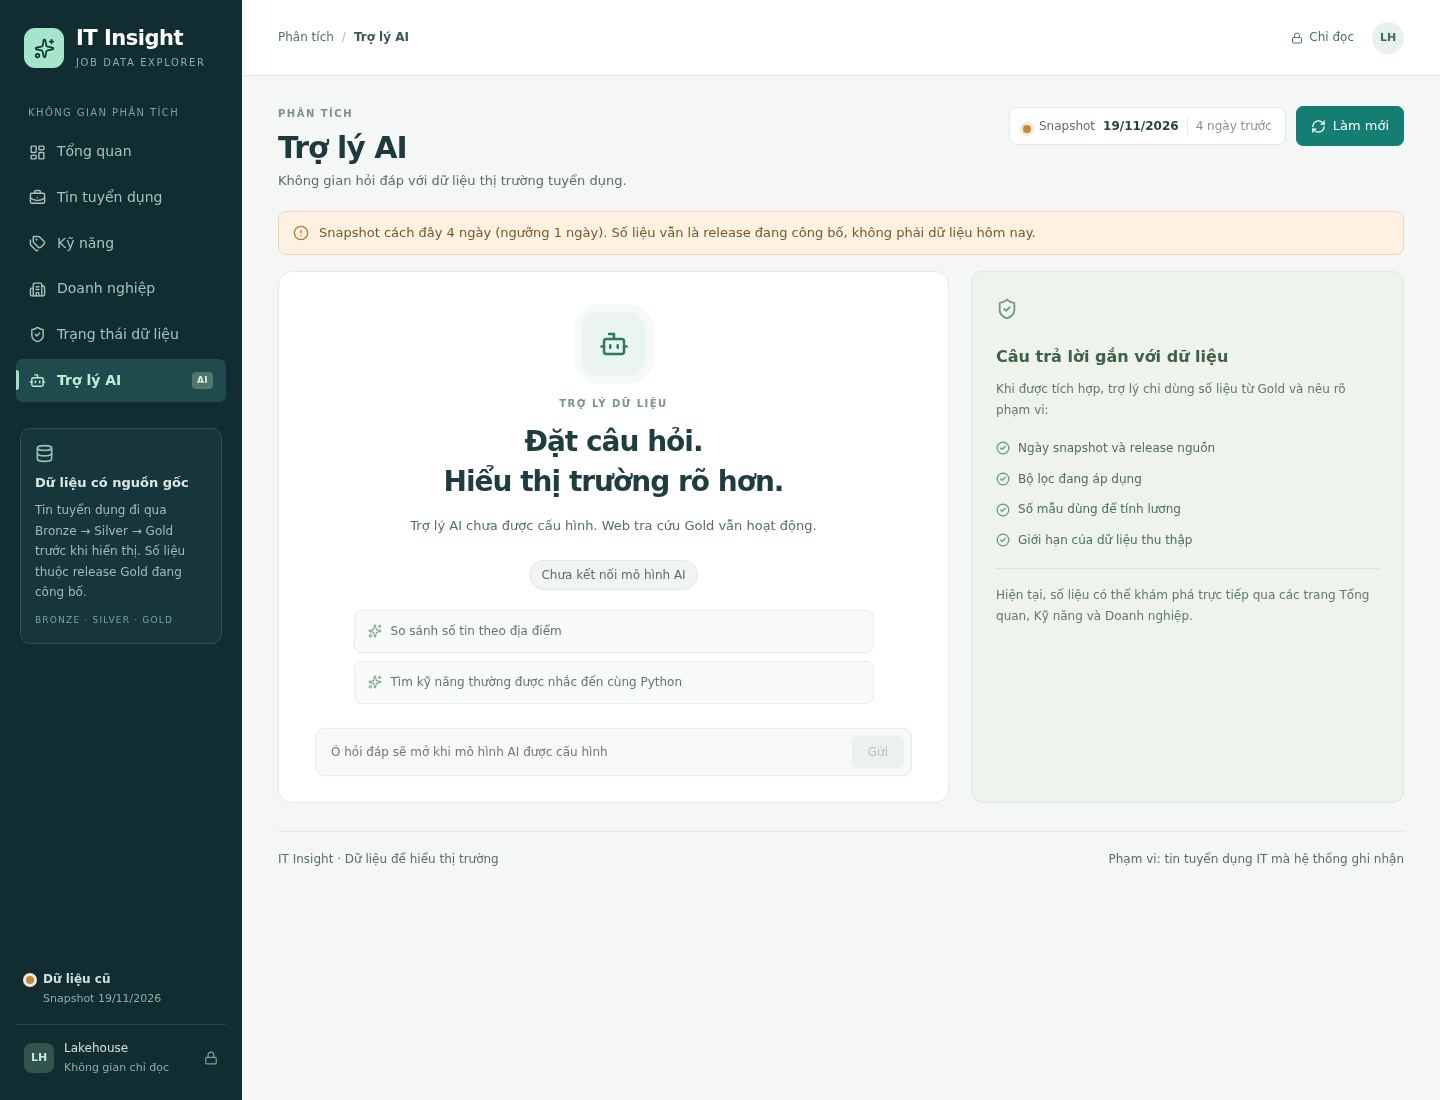 IT Insight
JOB DATA EXPLORER
KHÔNG GIAN PHÂN TÍCH
Tổng quan
Tin tuyển dụng
Kỹ năng
Doanh nghiệp
Trạng thái dữ liệu
Trợ lý AI
AI
Dữ liệu có nguồn gốc
Tin tuyển dụng đi qua
Bronze → Silver → Gold
trước khi hiển thị. Số liệu
thuộc release Gold đang
công bố.
BRONZE · SILVER · GOLD
Dữ liệu cũ
Snapshot 19/11/2026
LH
Lakehouse
Không gian chỉ đọc
Phân tích / Trợ lý AI
Chỉ đọc
LH
PHÂN TÍCH
Trợ lý AI
Không gian hỏi đáp với dữ liệu thị trường tuyển dụng.
Snapshot 19/11/2026 4 ngày trước
Làm mới
Snapshot cách đây 4 ngày (ngưỡng 1 ngày). Số liệu vẫn là release đang công bố, không phải dữ liệu hôm nay.
TRỢ LÝ DỮ LIỆU
Đặt câu hỏi.
Hiểu thị trường rõ hơn.
Trợ lý AI chưa được cấu hình. Web tra cứu Gold vẫn hoạt động.
Chưa kết nối mô hình AI
So sánh số tin theo địa điểm
Tìm kỹ năng thường được nhắc đến cùng Python
Ô hỏi đáp sẽ mở khi mô hình AI được cấu hình
Gửi
Câu trả lời gắn với dữ liệu
Khi được tích hợp, trợ lý chỉ dùng số liệu từ Gold và nêu rõ
phạm vi:
Ngày snapshot và release nguồn
Bộ lọc đang áp dụng
Số mẫu dùng để tính lương
Giới hạn của dữ liệu thu thập
Hiện tại, số liệu có thể khám phá trực tiếp qua các trang Tổng
quan, Kỹ năng và Doanh nghiệp.
IT Insight · Dữ liệu để hiểu thị trường
Phạm vi: tin tuyển dụng IT mà hệ thống ghi nhận